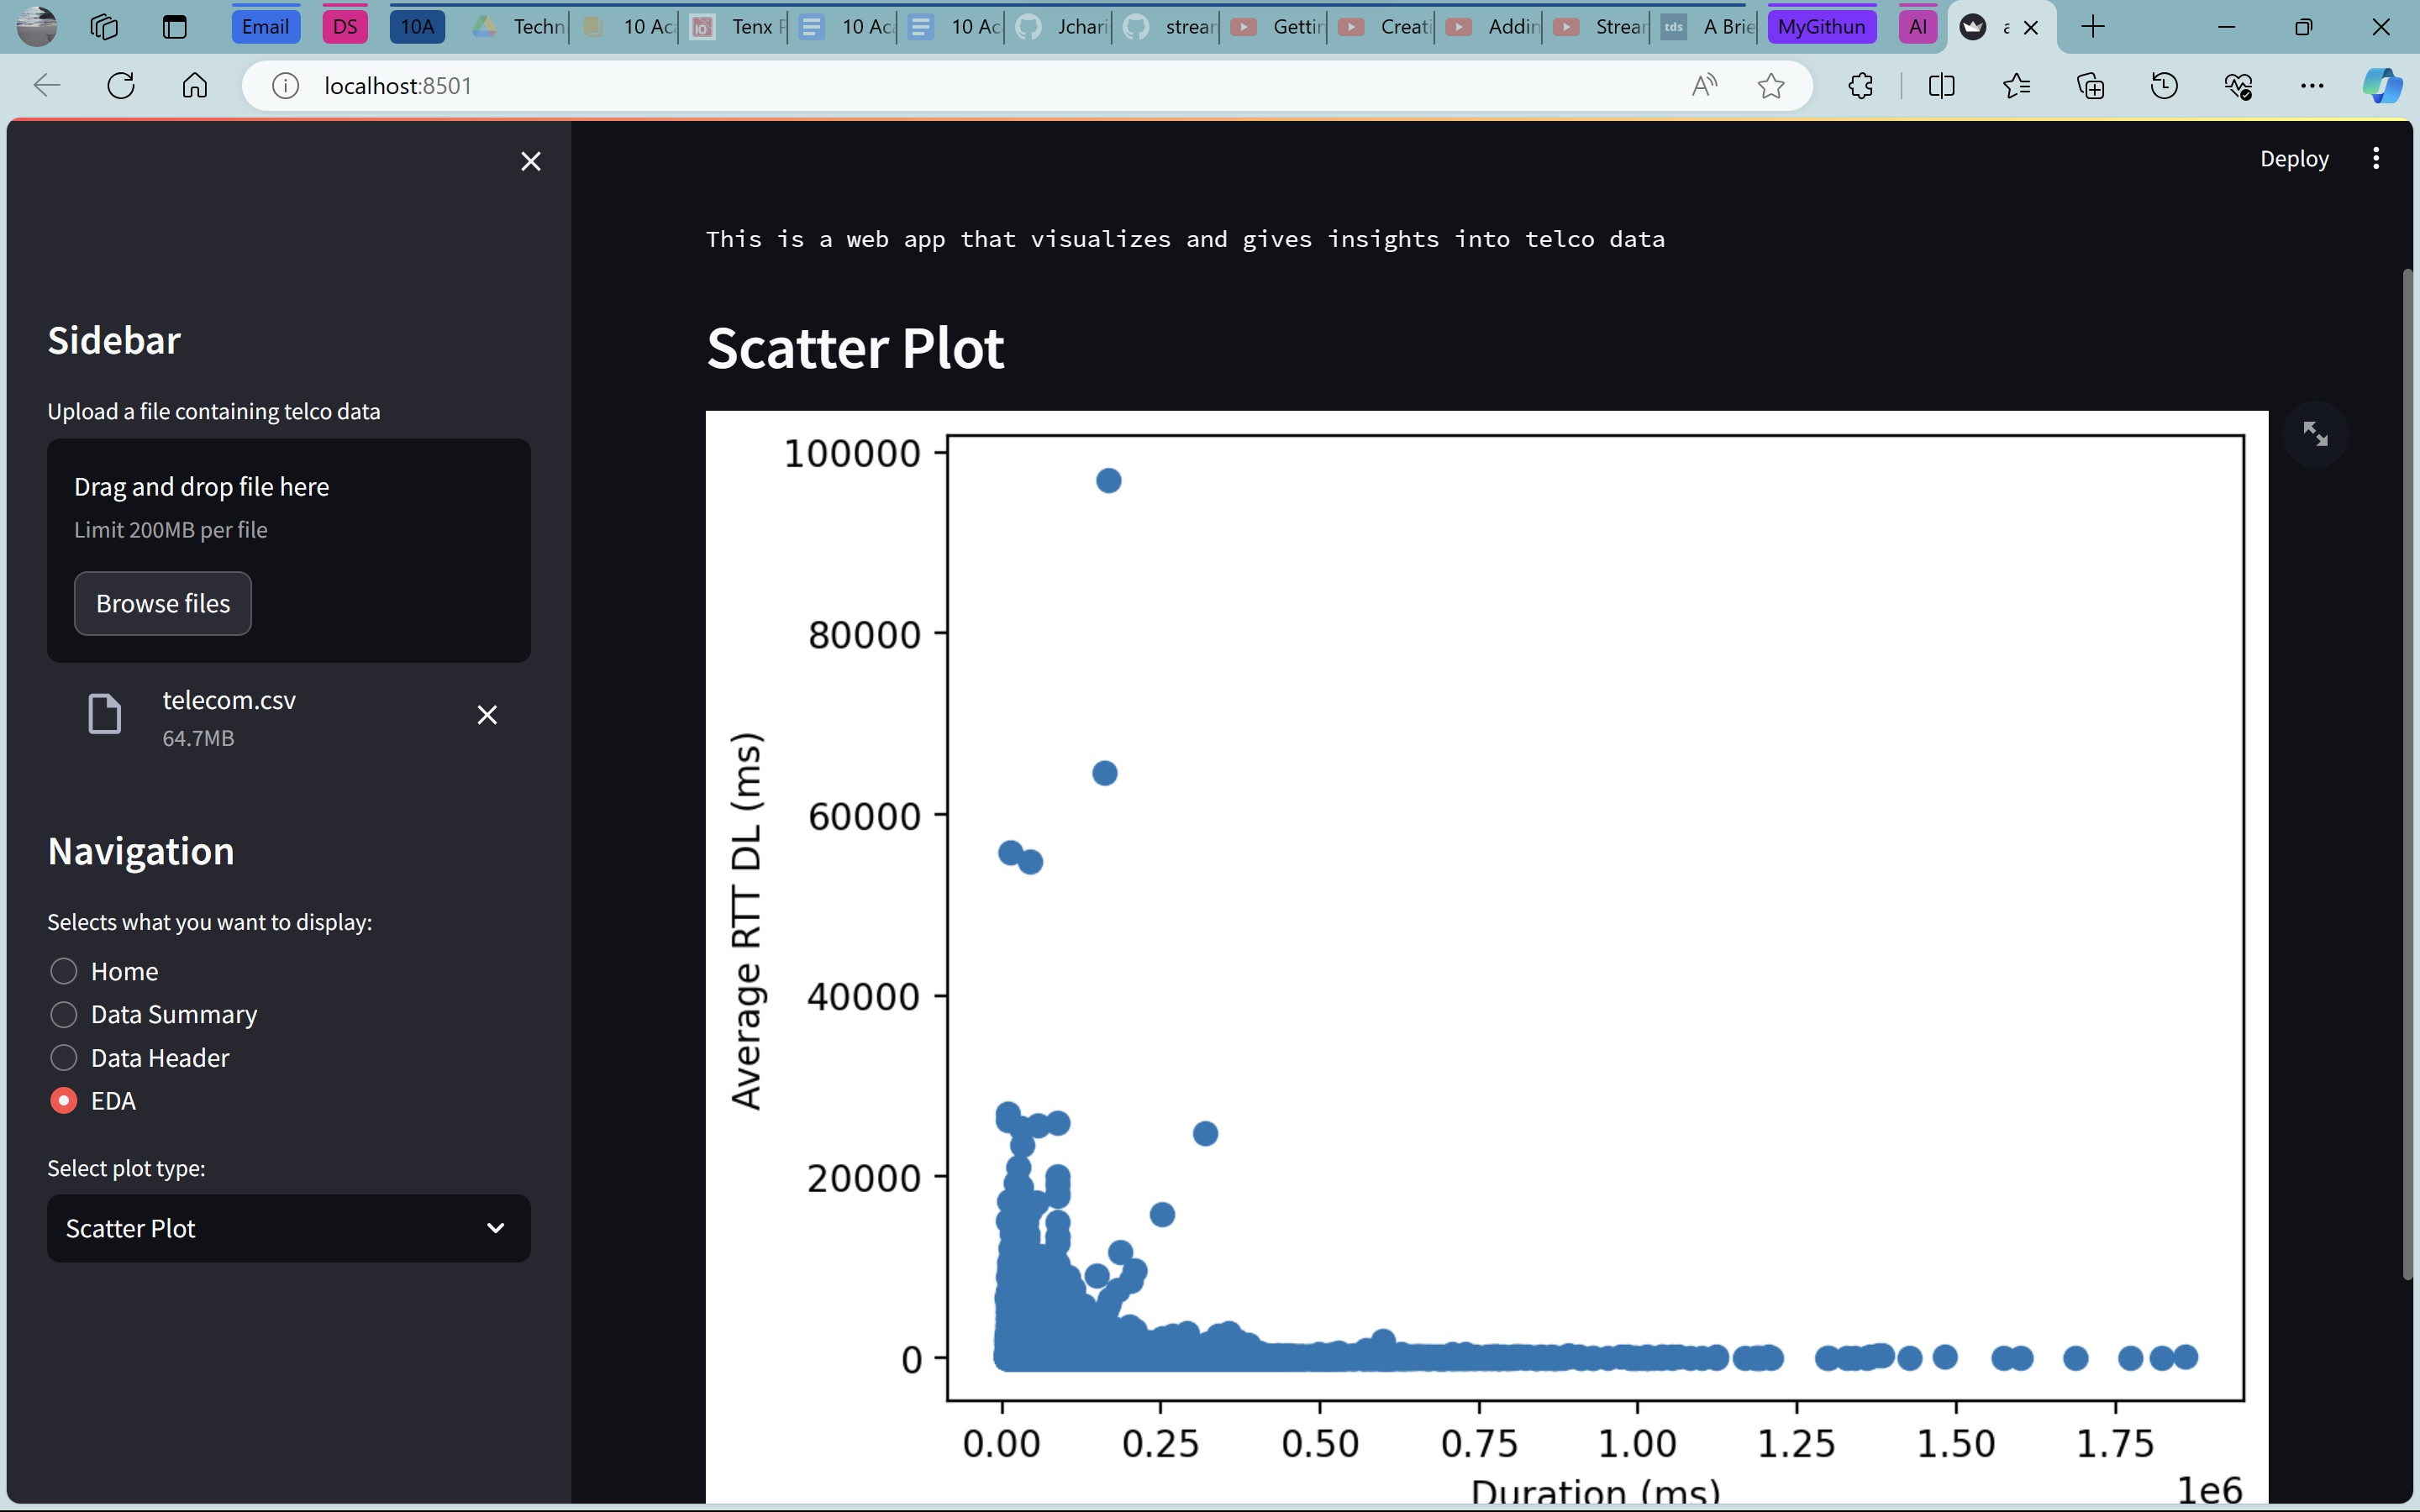 Email DS 10A Techn 10 Ac Tenx 10 Ac 10 Ac Jchari strear Gettin Creati Addin Strear tds A Brie MyGithun AI
localhost:8501
Deploy
This is a web app that visualizes and gives insights into telco data
Sidebar
Upload a file containing telco data
Drag and drop file here
Limit 200MB per file
Browse files
telecom.csv
64.7MB
Navigation
Selects what you want to display:
Home
Data Summary
Data Header
EDA
Select plot type:
Scatter Plot
Scatter Plot
100000
80000
60000
40000
20000
0
Average RTT DL (ms)
0.00 0.25 0.50 0.75 1.00 1.25 1.50 1.75
1e6
Duration (ms)